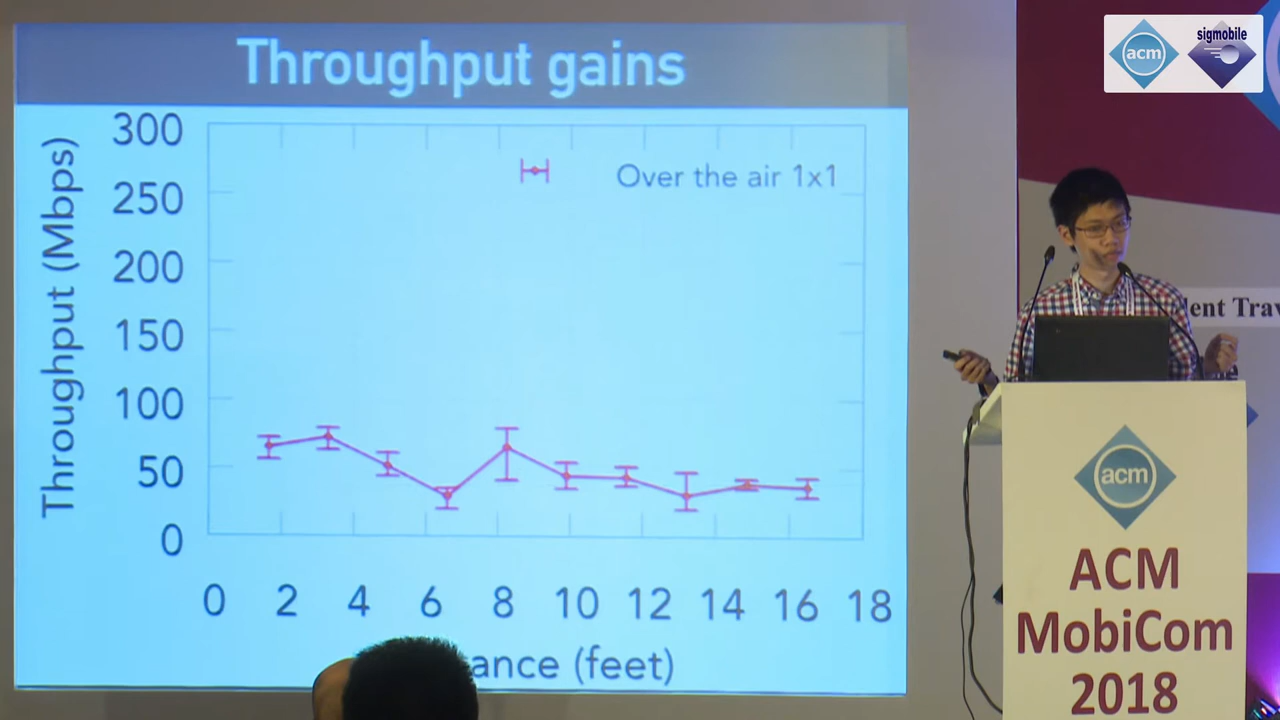 Throughput gains
Throughput (Mbps)
300
250
200
150
100
50
0
Over the air 1x1
0 2 4 6 8 10 12 14 16 18
(feet)
acm
sigmobile
acm
ACM
MobiCom
2018